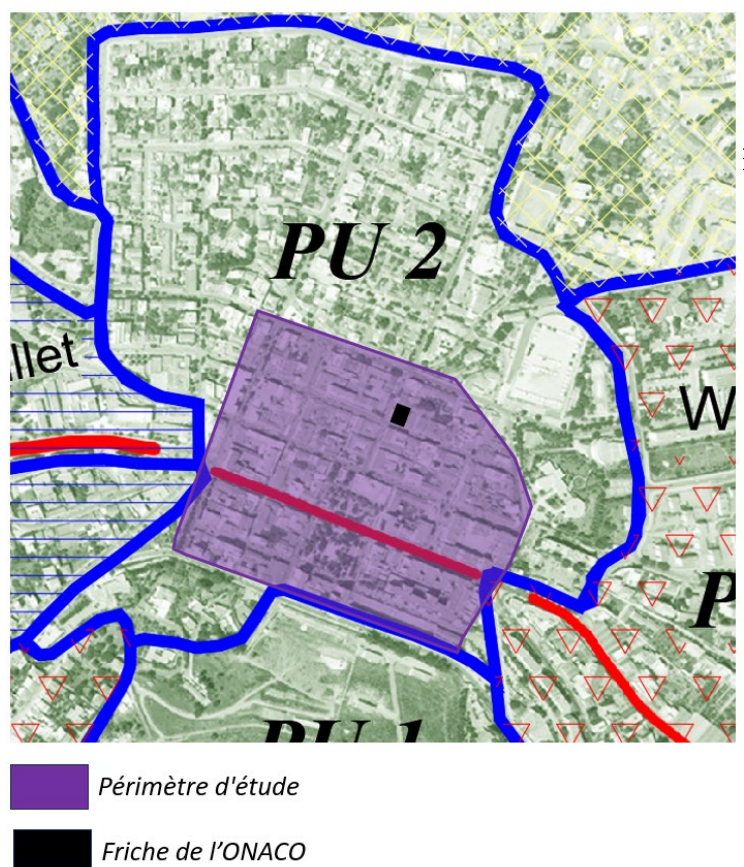 PU 2
llet
W
P
PU 1
Périmètre d'étude
Friche de l'ONACO